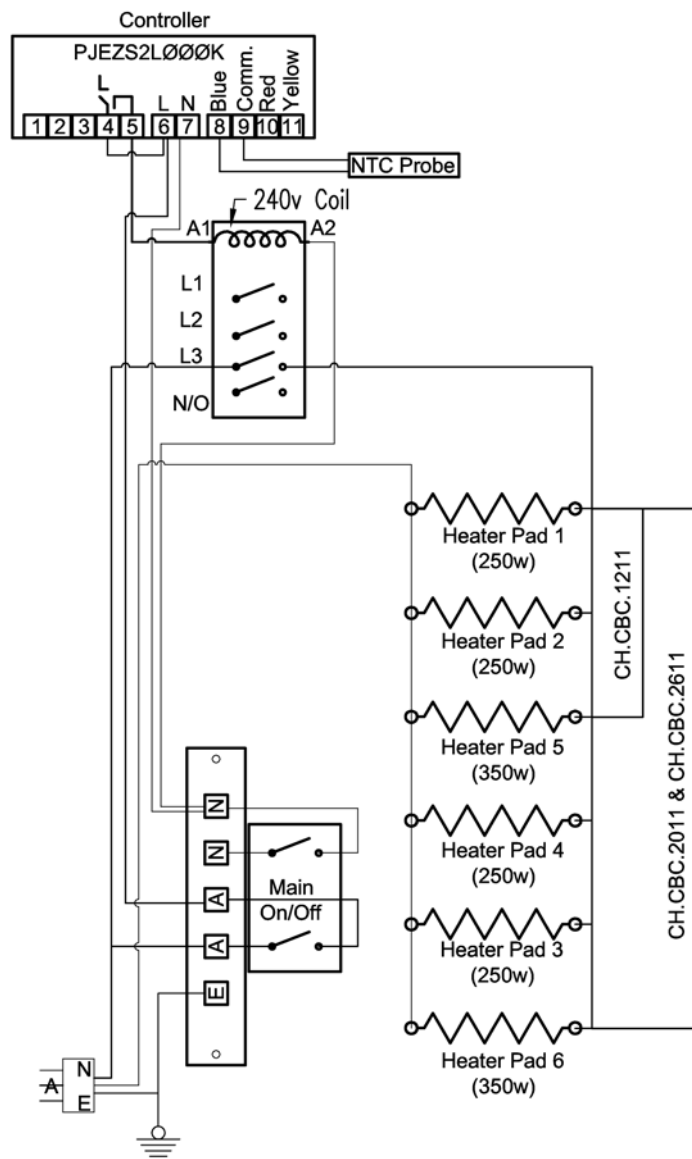 Controller
PJEZS2LØØØK
L
L N
Blue
Comm.
Red
Yellow
1 2 3 4 5 6 7 8 9 10 11
NTC Probe
240v Coil
A1 A2
L1
L2
L3
N/O
Heater Pad 1
(250w)
Heater Pad 2
(250w)
Heater Pad 5
(350w)
Heater Pad 4
(250w)
Heater Pad 3
(250w)
Heater Pad 6
(350w)
CH.CBC.1211
CH.CBC.2011 & CH.CBC.2611
N
N
A
A
E
Main
On/Off
N
A
E